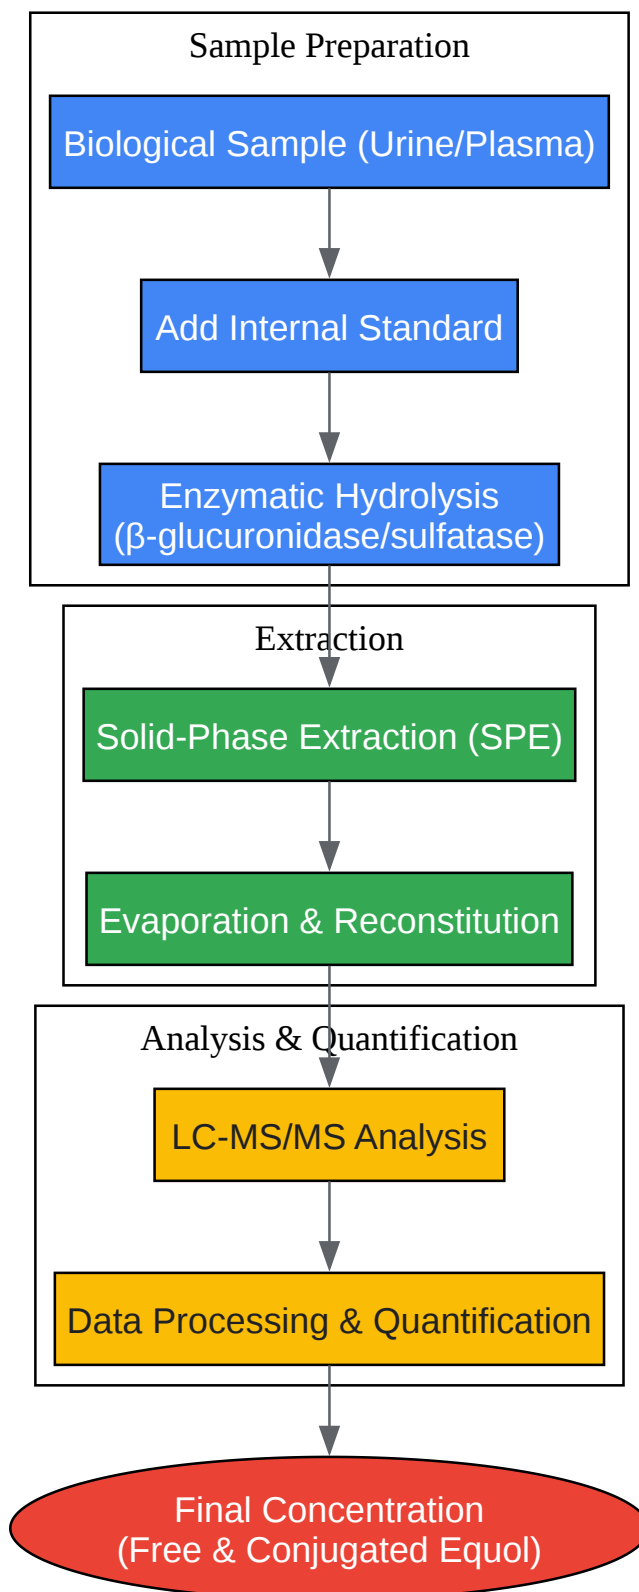 Sample Preparation
Biological Sample (Urine/Plasma)
Add Internal Standard
Enzymatic Hydrolysis
(β-glucuronidase/sulfatase)
Extraction
Solid-Phase Extraction (SPE)
Evaporation & Reconstitution
Analysis & Quantification
LC-MS/MS Analysis
Data Processing & Quantification
Final Concentration
(Free & Conjugated Equol)